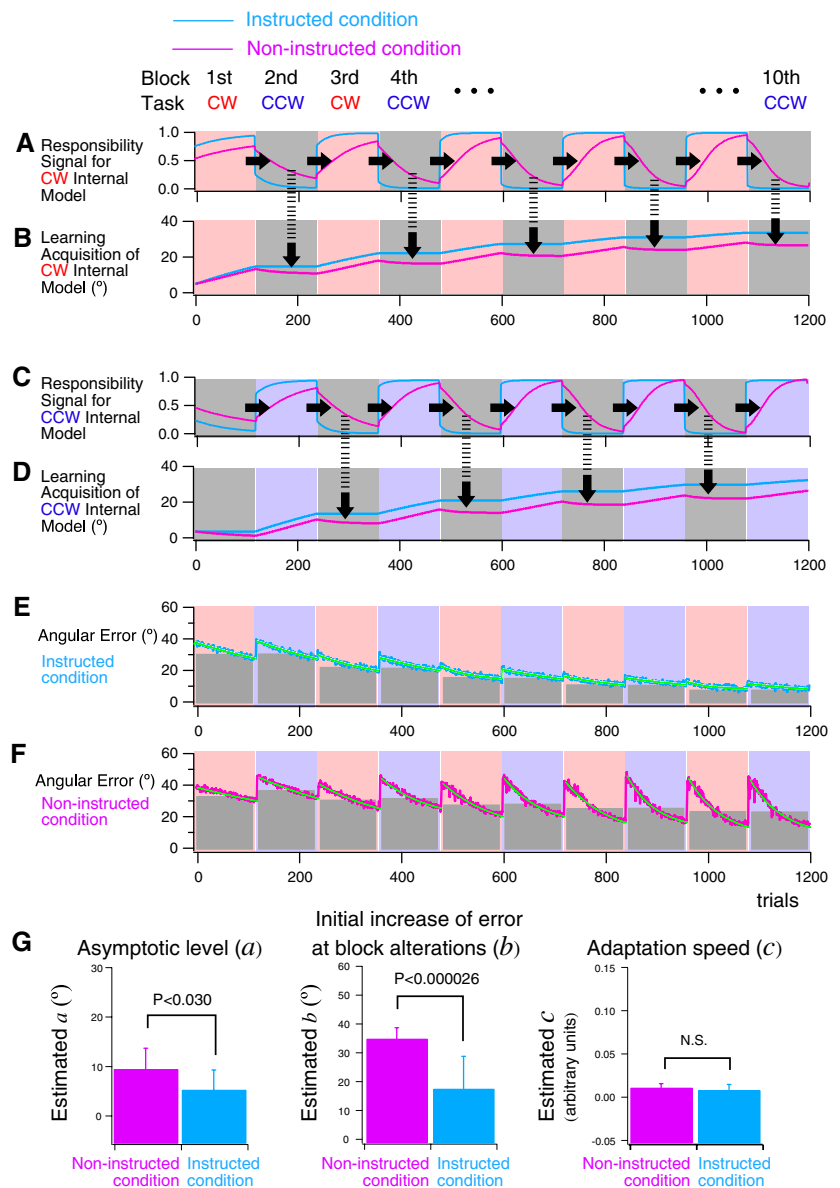 Instructed condition
Non-instructed condition
Block 1st 2nd 3rd 4th • • • • • • 10th
Task CW CCW CW CCW CCW
A Responsibility Signal for CW Internal Model
1.0
0.5
0.0
B Learning Acquisition of CW Internal Model (º)
40
20
0
0 200 400 600 800 1000 1200
C Responsibility Signal for CCW Internal Model
1.0
0.5
0.0
D Learning Acquisition of CCW Internal Model (º)
40
20
0
0 200 400 600 800 1000 1200
E Angular Error (º)
Instructed condition
60
40
20
0
0 200 400 600 800 1000 1200
F Angular Error (º)
Non-instructed condition
60
40
20
0
0 200 400 600 800 1000 1200
trials
G
Asymptotic level (a)
Estimated a (º)
30
20
10
0
P<0.030
Non-instructed condition
Instructed condition
Initial increase of error at block alterations (b)
Estimated b (º)
60
50
40
30
20
10
0
P<0.000026
Non-instructed condition
Instructed condition
Adaptation speed (c)
Estimated c (arbitrary units)
0.15
0.10
0.05
0.00
-0.05
N.S.
Non-instructed condition
Instructed condition